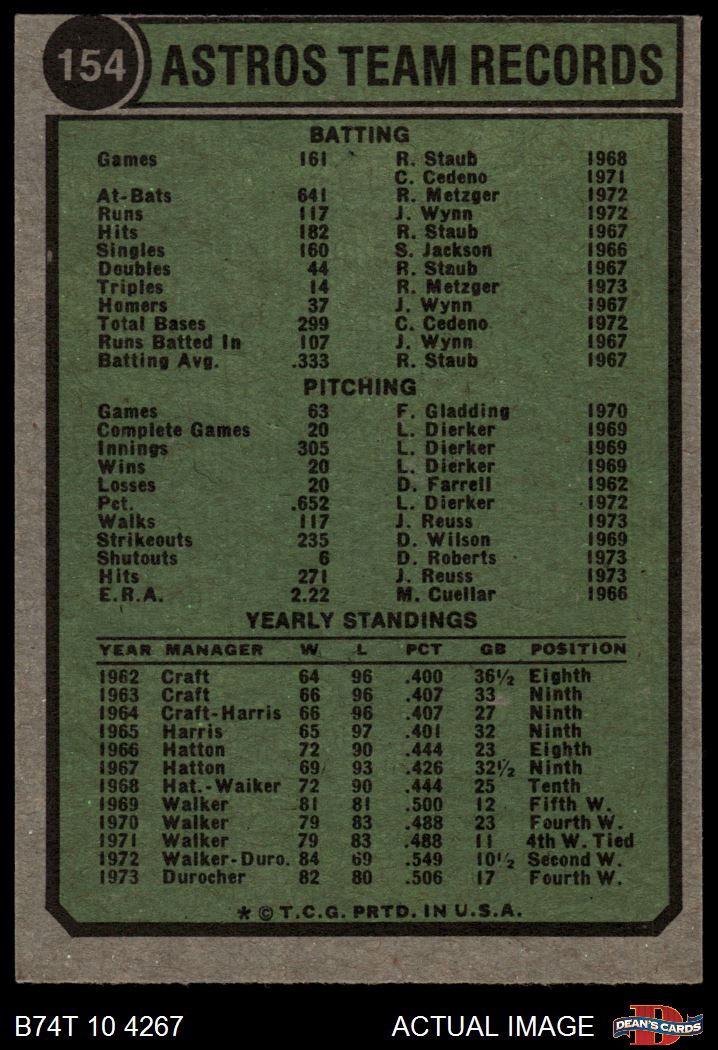 154 ASTROS TEAM RECORDS
BATTING
Games 161 R. Staub 1968
C. Cedeno 1971
At-Bats 641 R. Metzger 1972
Runs 117 J. Wynn 1972
Hits 182 R. Staub 1967
Singles 160 S. Jackson 1966
Doubles 44 R. Staub 1967
Triples 14 R. Metzger 1973
Homers 37 J. Wynn 1967
Total Bases 299 C. Cedeno 1972
Runs Batted In 107 J. Wynn 1967
Batting Avg. .333 R. Staub 1967
PITCHING
Games 63 F. Gladding 1970
Complete Games 20 L. Dierker 1969
Innings 305 L. Dierker 1969
Wins 20 L. Dierker 1969
Losses 20 D. Farrell 1962
Pct. .652 L. Dierker 1972
Walks 117 J. Reuss 1973
Strikeouts 235 D. Wilson 1969
Shutouts 6 D. Roberts 1973
Hits 271 J. Reuss 1973
E.R.A. 2.22 M. Cuellar 1966
YEARLY STANDINGS
YEAR MANAGER W L PCT GB POSITION
1962 Craft 64 96 .400 36½ Eighth
1963 Craft 66 96 .407 33 Ninth
1964 Craft-Harris 66 96 .407 27 Ninth
1965 Harris 65 97 .401 32 Ninth
1966 Hatton 72 90 .444 23 Eighth
1967 Hatton 69 93 .426 32½ Ninth
1968 Hat.-Walker 72 90 .444 25 Tenth
1969 Walker 81 81 .500 12 Fifth W.
1970 Walker 79 83 .488 23 Fourth W.
1971 Walker 79 83 .488 11 4th W. Tied
1972 Walker-Duro. 84 69 .549 10½ Second W.
1973 Durocher 82 80 .506 17 Fourth W.
* © T.C.G. PRTD. IN U.S.A.
B74T 10 4267 ACTUAL IMAGE DEAN'S CARDS